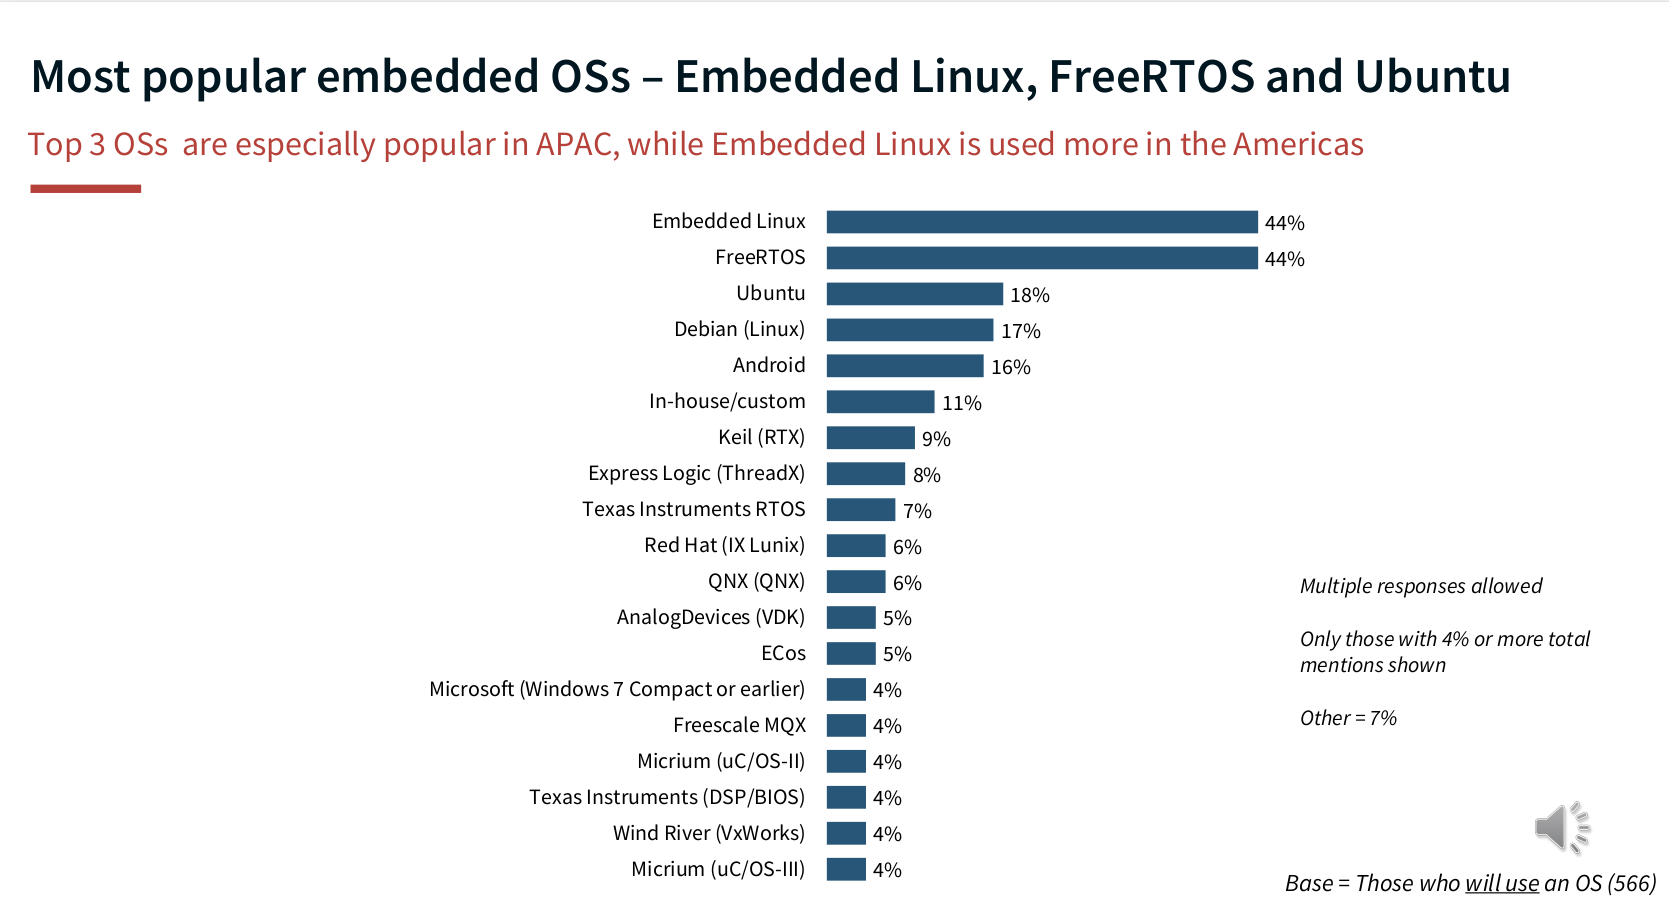 Most popular embedded OSs – Embedded Linux, FreeRTOS and Ubuntu
Top 3 OSs are especially popular in APAC, while Embedded Linux is used more in the Americas
Embedded Linux 44%
FreeRTOS 44%
Ubuntu 18%
Debian (Linux) 17%
Android 16%
In-house/custom 11%
Keil (RTX) 9%
Express Logic (ThreadX) 8%
Texas Instruments RTOS 7%
Red Hat (IX Lunix) 6%
QNX (QNX) 6%
AnalogDevices (VDK) 5%
ECos 5%
Microsoft (Windows 7 Compact or earlier) 4%
Freescale MQX 4%
Micrium (uC/OS-II) 4%
Texas Instruments (DSP/BIOS) 4%
Wind River (VxWorks) 4%
Micrium (uC/OS-III) 4%
Multiple responses allowed
Only those with 4% or more total
mentions shown
Other = 7%
Base = Those who will use an OS (566)